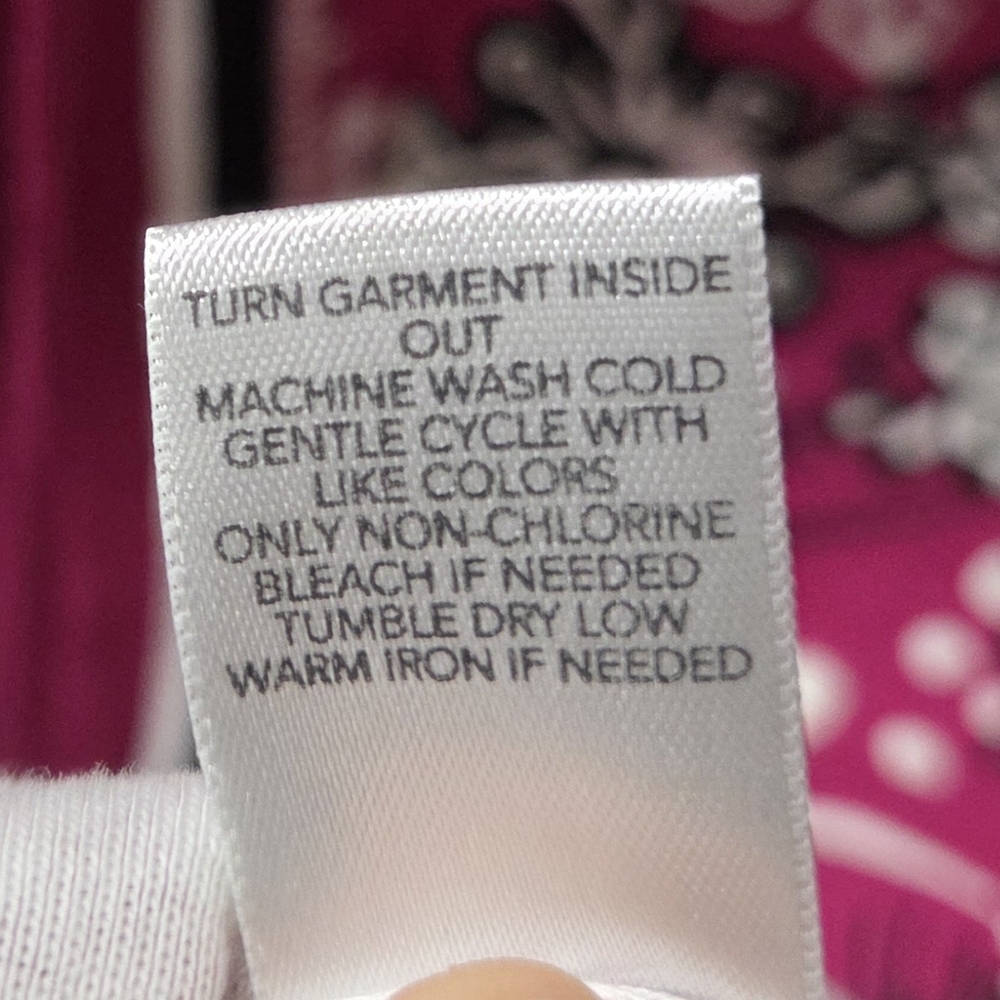 TURN GARMENT INSIDE
OUT
MACHINE WASH COLD
GENTLE CYCLE WITH
LIKE COLORS
ONLY NON-CHLORINE
BLEACH IF NEEDED
TUMBLE DRY LOW
WARM IRON IF NEEDED